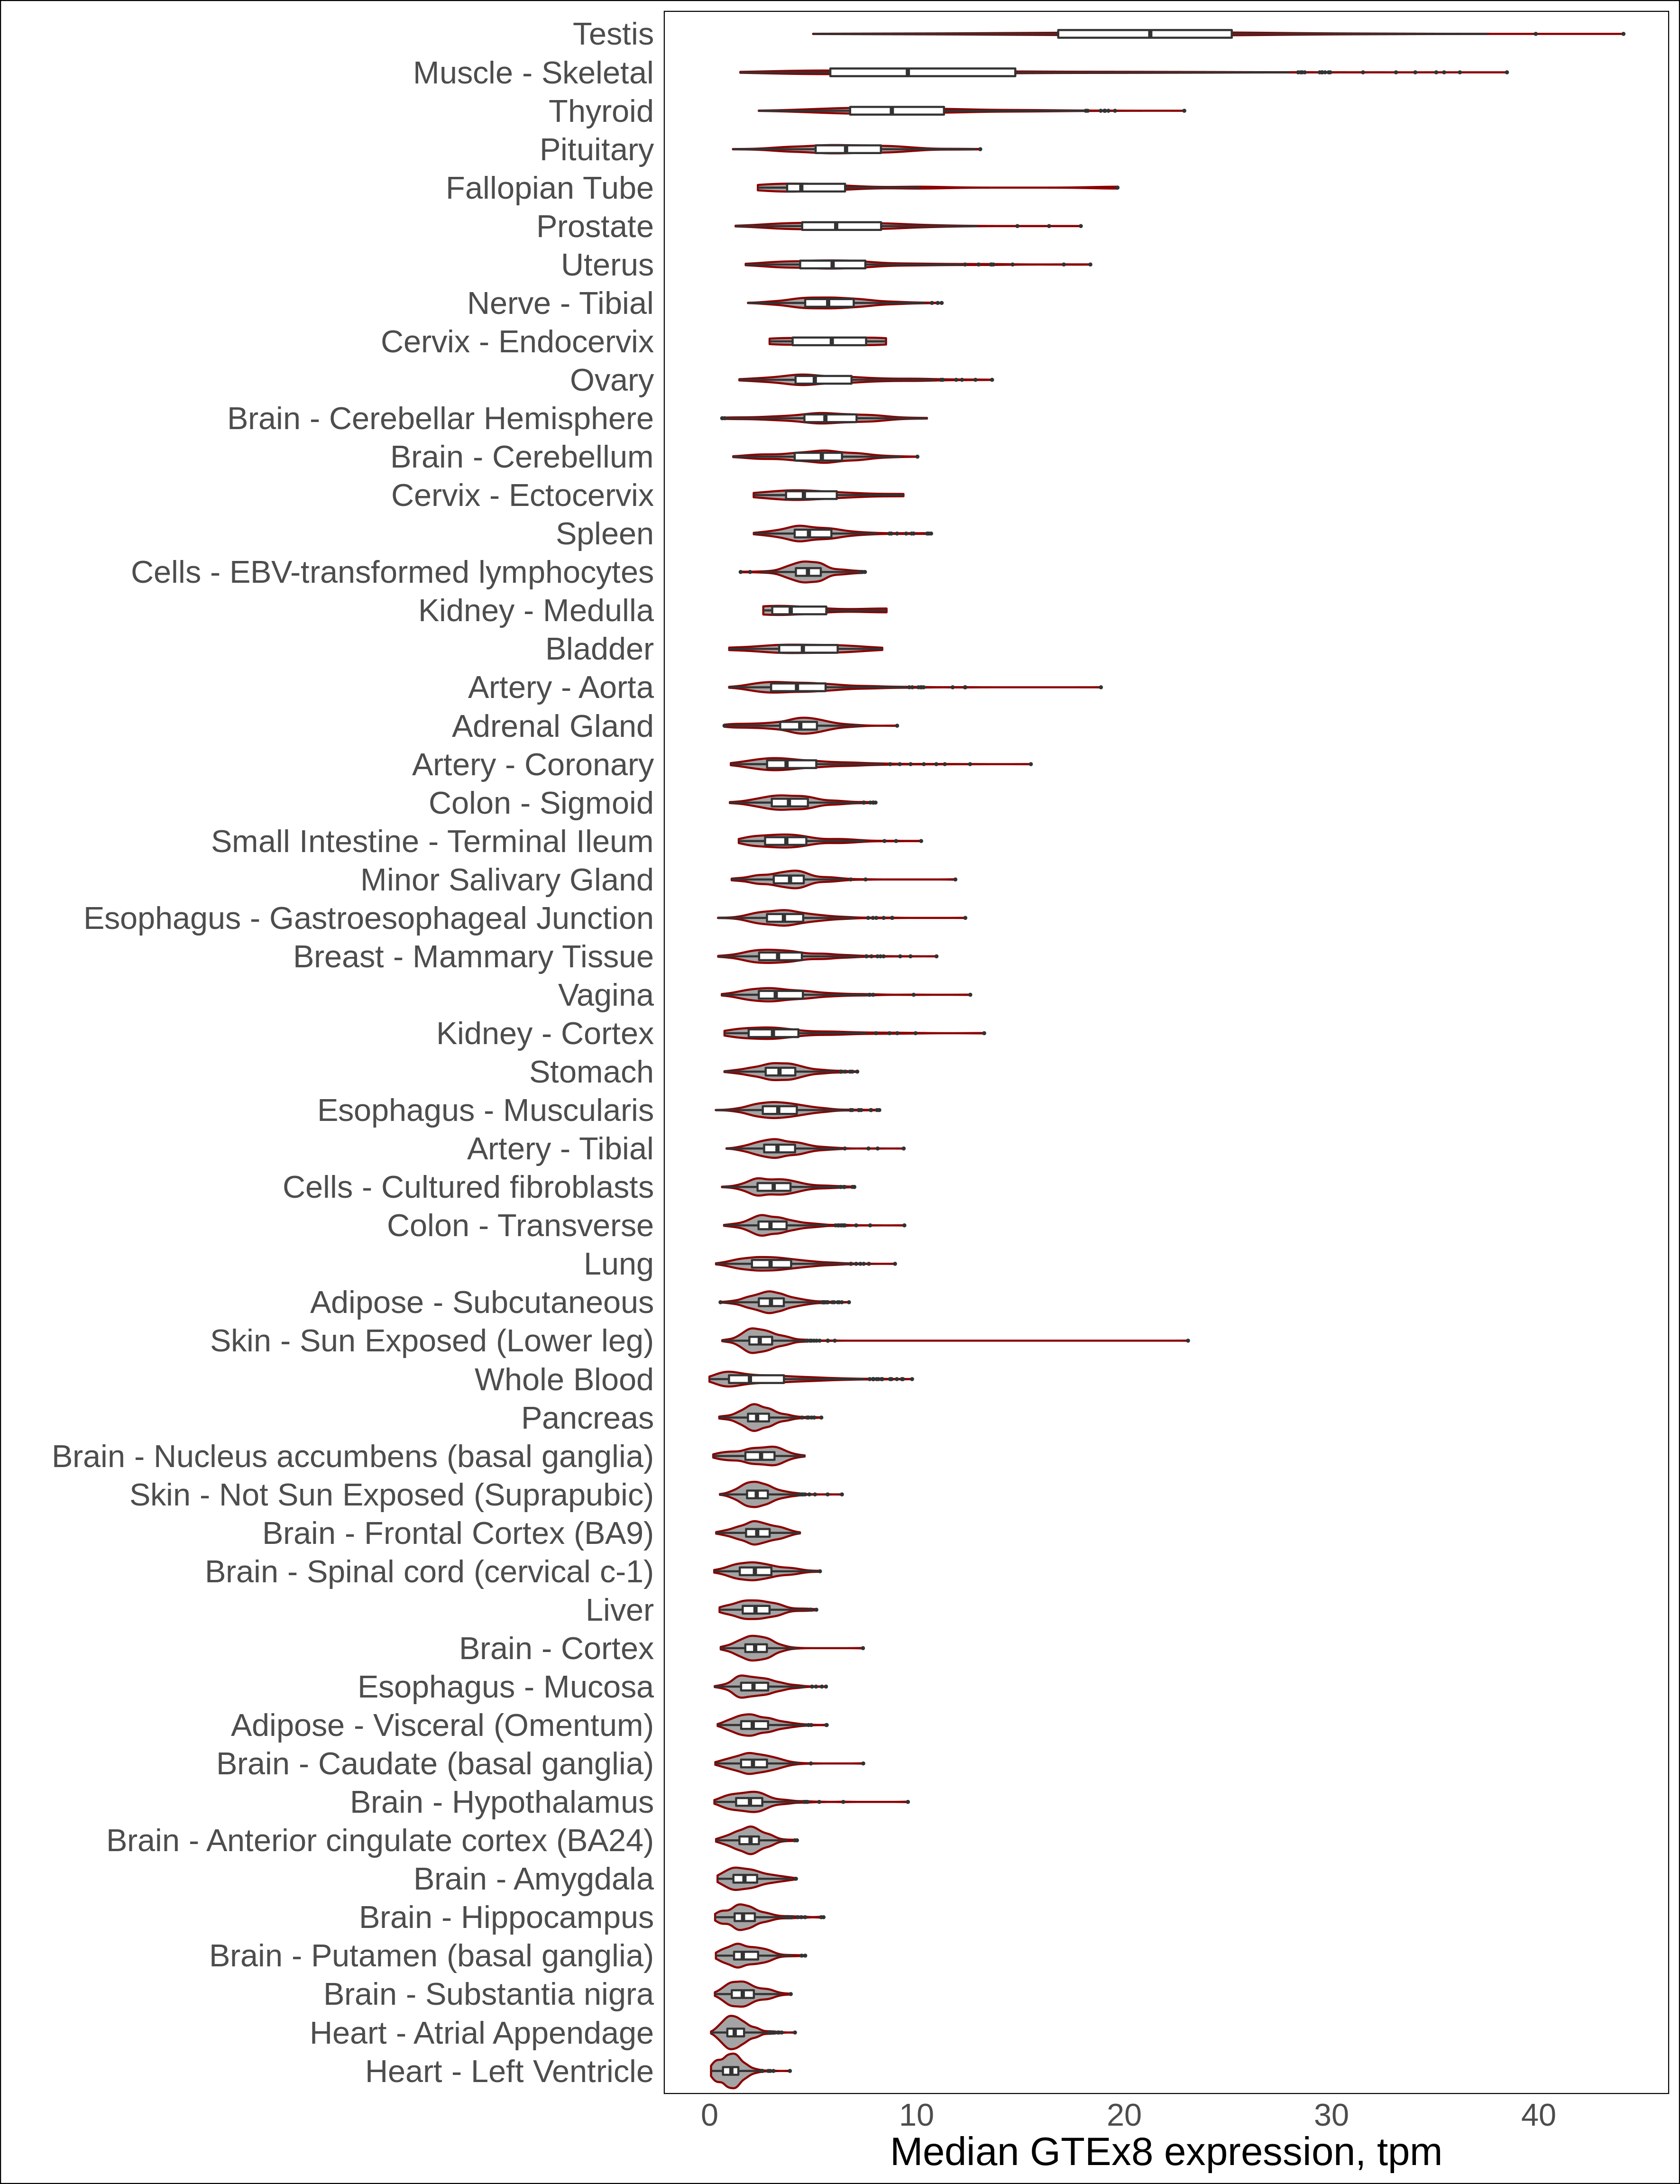 Testis
Muscle - Skeletal
Thyroid
Pituitary
Fallopian Tube
Prostate
Uterus
Nerve - Tibial
Cervix - Endocervix
Ovary
Brain - Cerebellar Hemisphere
Brain - Cerebellum
Cervix - Ectocervix
Spleen
Cells - EBV-transformed lymphocytes
Kidney - Medulla
Bladder
Artery - Aorta
Adrenal Gland
Artery - Coronary
Colon - Sigmoid
Small Intestine - Terminal Ileum
Minor Salivary Gland
Esophagus - Gastroesophageal Junction
Breast - Mammary Tissue
Vagina
Kidney - Cortex
Stomach
Esophagus - Muscularis
Artery - Tibial
Cells - Cultured fibroblasts
Colon - Transverse
Lung
Adipose - Subcutaneous
Skin - Sun Exposed (Lower leg)
Whole Blood
Pancreas
Brain - Nucleus accumbens (basal ganglia)
Skin - Not Sun Exposed (Suprapubic)
Brain - Frontal Cortex (BA9)
Brain - Spinal cord (cervical c-1)
Liver
Brain - Cortex
Esophagus - Mucosa
Adipose - Visceral (Omentum)
Brain - Caudate (basal ganglia)
Brain - Hypothalamus
Brain - Anterior cingulate cortex (BA24)
Brain - Amygdala
Brain - Hippocampus
Brain - Putamen (basal ganglia)
Brain - Substantia nigra
Heart - Atrial Appendage
Heart - Left Ventricle
0 10 20 30 40
Median GTEx8 expression, tpm